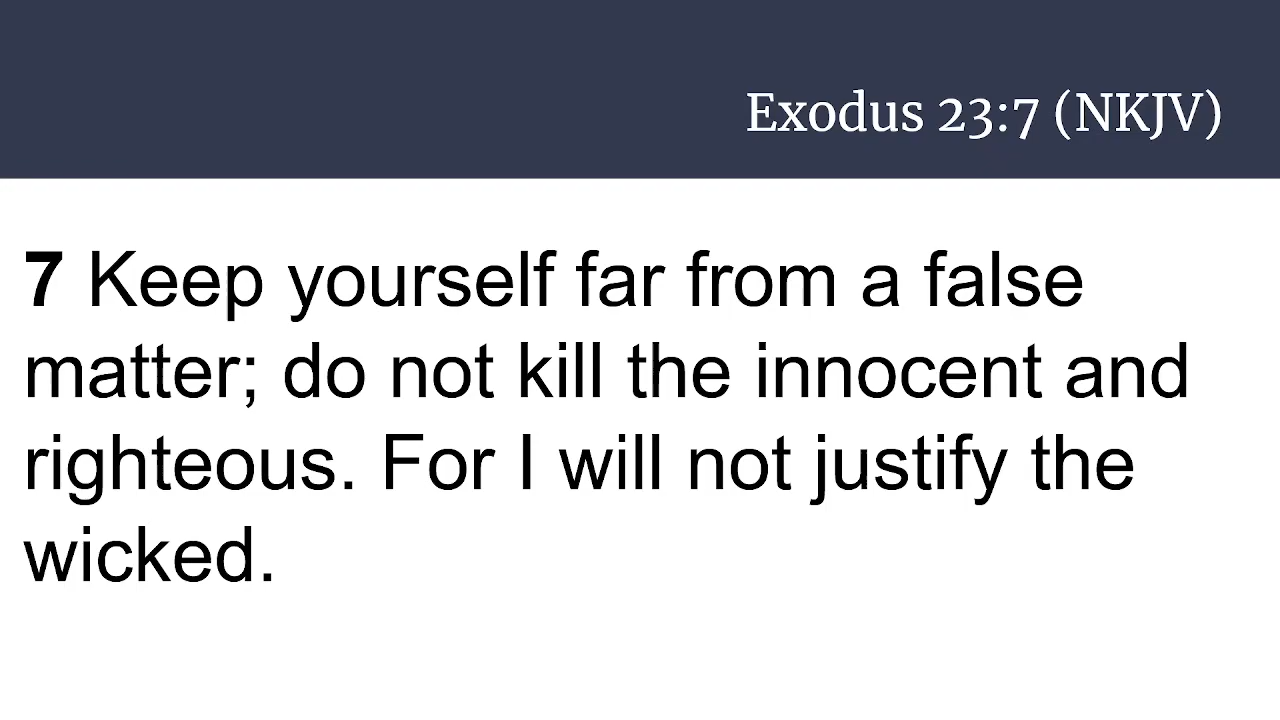 Exodus 23:7 (NKJV)
7 Keep yourself far from a false
matter; do not kill the innocent and
righteous. For I will not justify the
wicked.